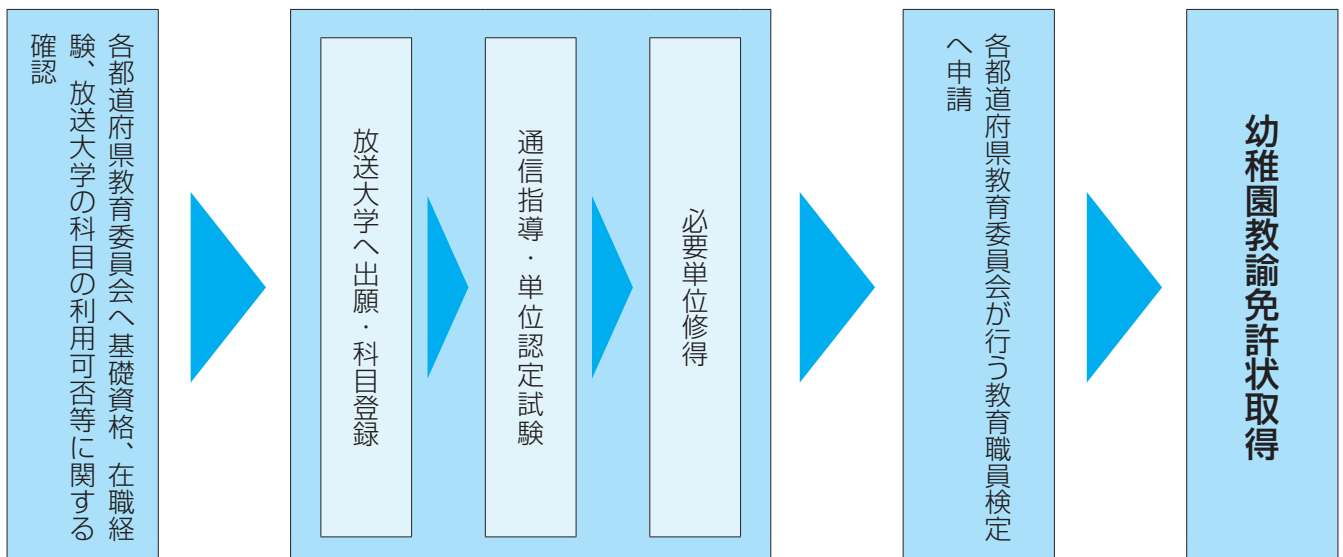 各都道府県教育委員会へ基礎資格、在職経
験、放送大学の科目の利用可否等に関する
確認
放送大学へ出願・科目登録
通信指導・単位認定試験
必要単位修得
各都道府県教育委員会が行う教育職員検定
へ申請
幼稚園教諭免許状取得